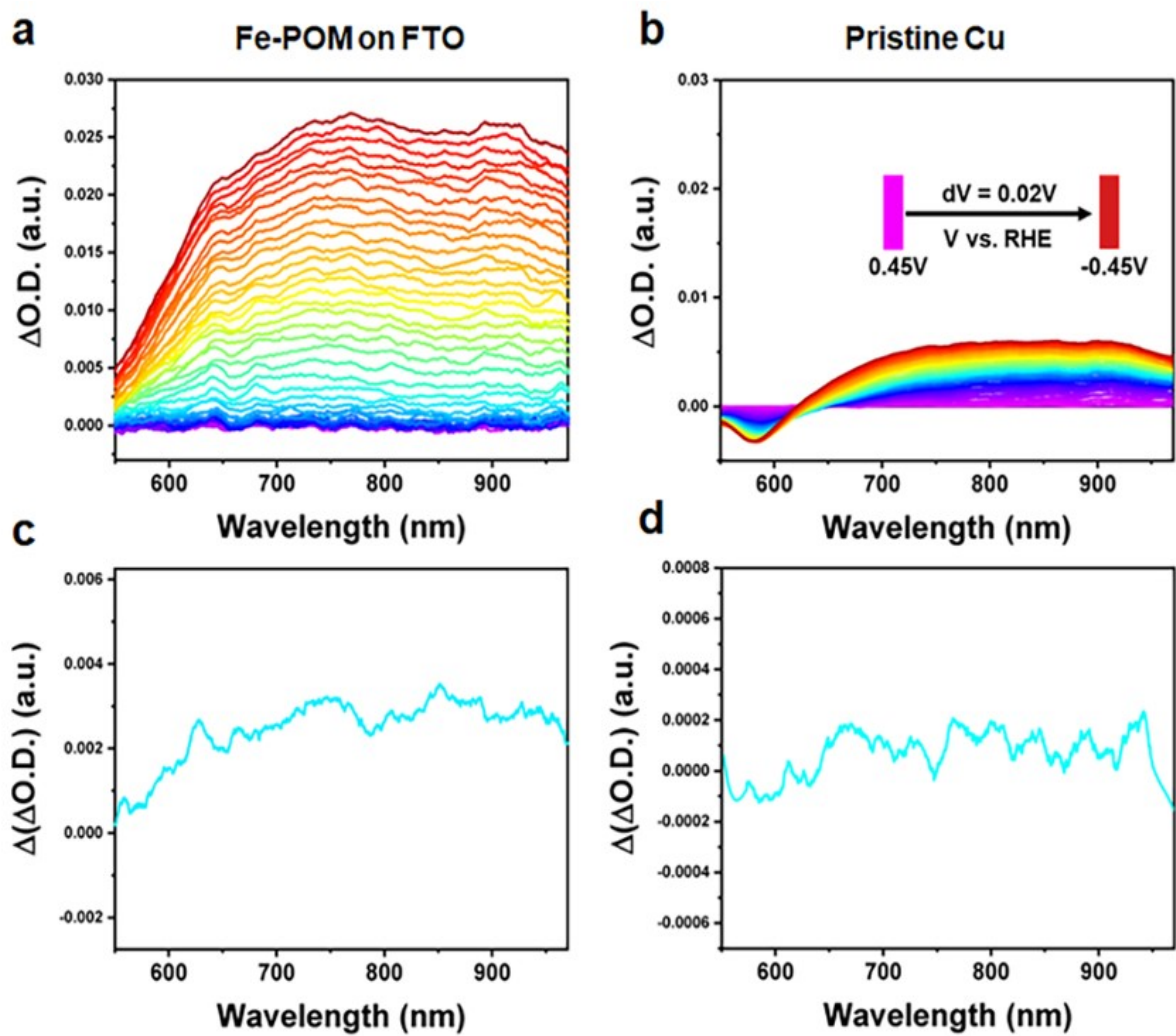 a
Fe-POM on FTO
ΔO.D. (a.u.)
0.030
0.025
0.020
0.015
0.010
0.005
0.000
600 700 800 900
Wavelength (nm)
b
Pristine Cu
ΔO.D. (a.u.)
0.03
0.02
0.01
0.00
dV = 0.02V
V vs. RHE
0.45V
-0.45V
600 700 800 900
Wavelength (nm)
c
Δ(ΔO.D.) (a.u.)
0.006
0.004
0.002
0.000
-0.002
600 700 800 900
Wavelength (nm)
d
Δ(ΔO.D.) (a.u.)
0.0008
0.0006
0.0004
0.0002
0.0000
-0.0002
-0.0004
-0.0006
600 700 800 900
Wavelength (nm)